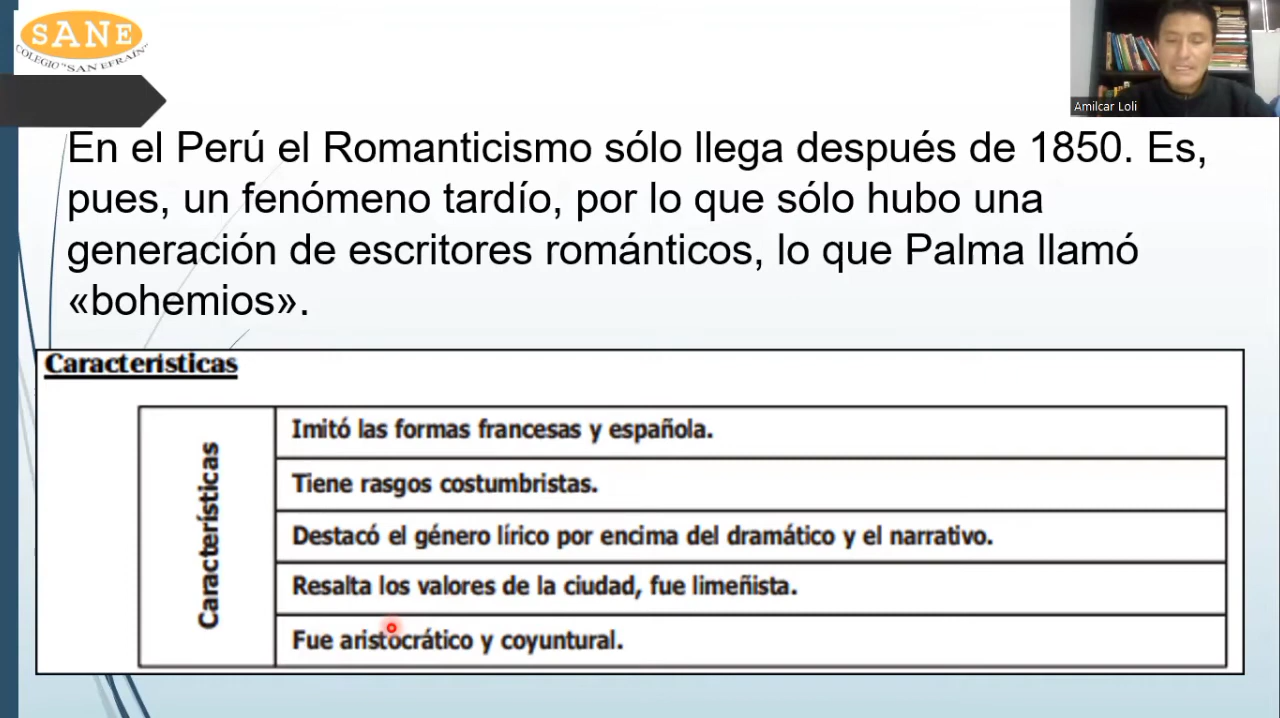 SANE
COLEGIO "SAN EFRAIN"
Amilcar Loli
En el Perú el Romanticismo sólo llega después de 1850. Es,
pues, un fenómeno tardío, por lo que sólo hubo una
generación de escritores románticos, lo que Palma llamó
«bohemios».
Características
Características
Imitó las formas francesas y española.
Tiene rasgos costumbristas.
Destacó el género lírico por encima del dramático y el narrativo.
Resalta los valores de la ciudad, fue limeñista.
Fue aristocrático y coyuntural.